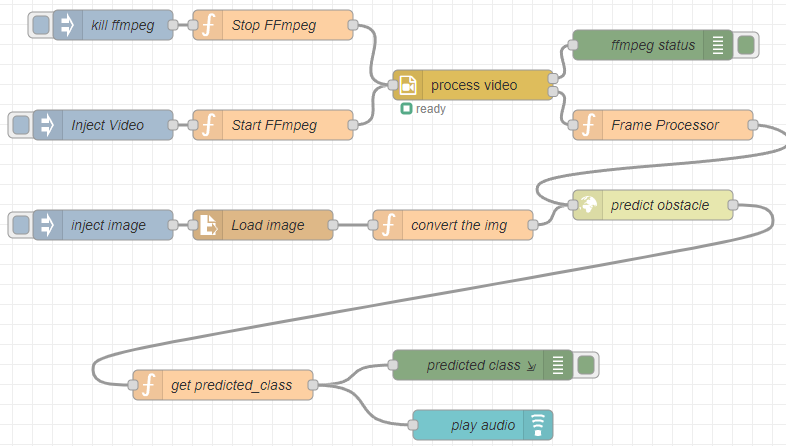 kill ffmpeg
Stop FFmpeg
ffmpeg status
process video
ready
Inject Video
Start FFmpeg
Frame Processor
inject image
Load image
convert the img
predict obstacle
get predicted_class
predicted class
play audio